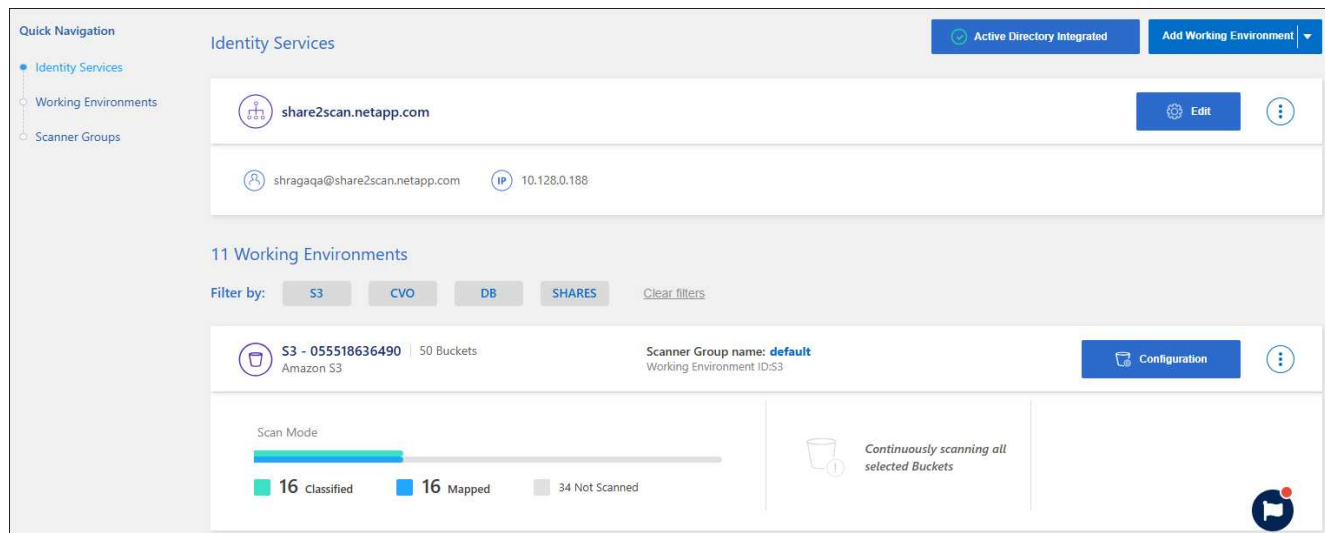 Quick Navigation
Identity Services
Working Environments
Scanner Groups
Identity Services
Active Directory Integrated
Add Working Environment
share2scan.netapp.com
Edit
shragaqa@share2scan.netapp.com
IP
10.128.0.188
11 Working Environments
Filter by:
S3
CVO
DB
SHARES
Clear filters
S3 - 055518636490
50 Buckets
Amazon S3
Scanner Group name: default
Working Environment ID:S3
Configuration
Scan Mode
16 Classified
16 Mapped
34 Not Scanned
Continuously scanning all
selected Buckets